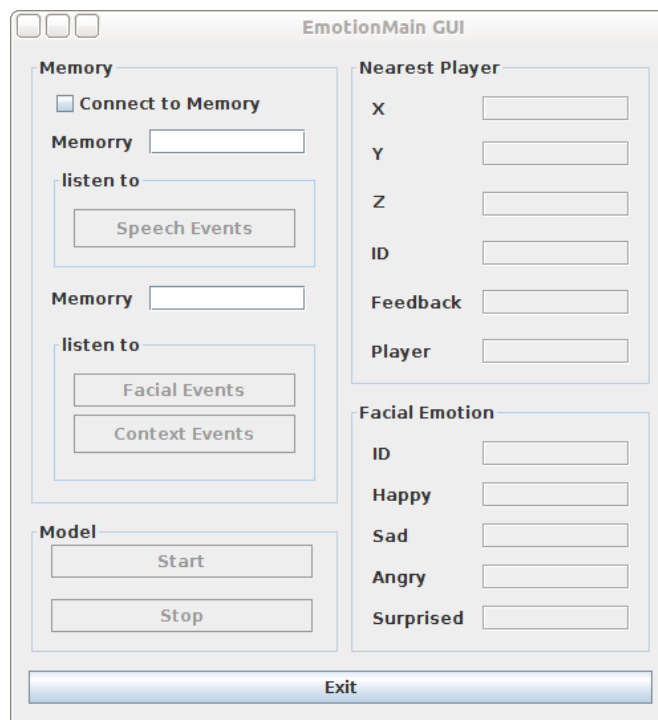 EmotionMain GUI
Memory
Connect to Memory
Memorry
listen to
Speech Events
Memorry
listen to
Facial Events
Context Events
Model
Start
Stop
Nearest Player
X
Y
Z
ID
Feedback
Player
Facial Emotion
ID
Happy
Sad
Angry
Surprised
Exit